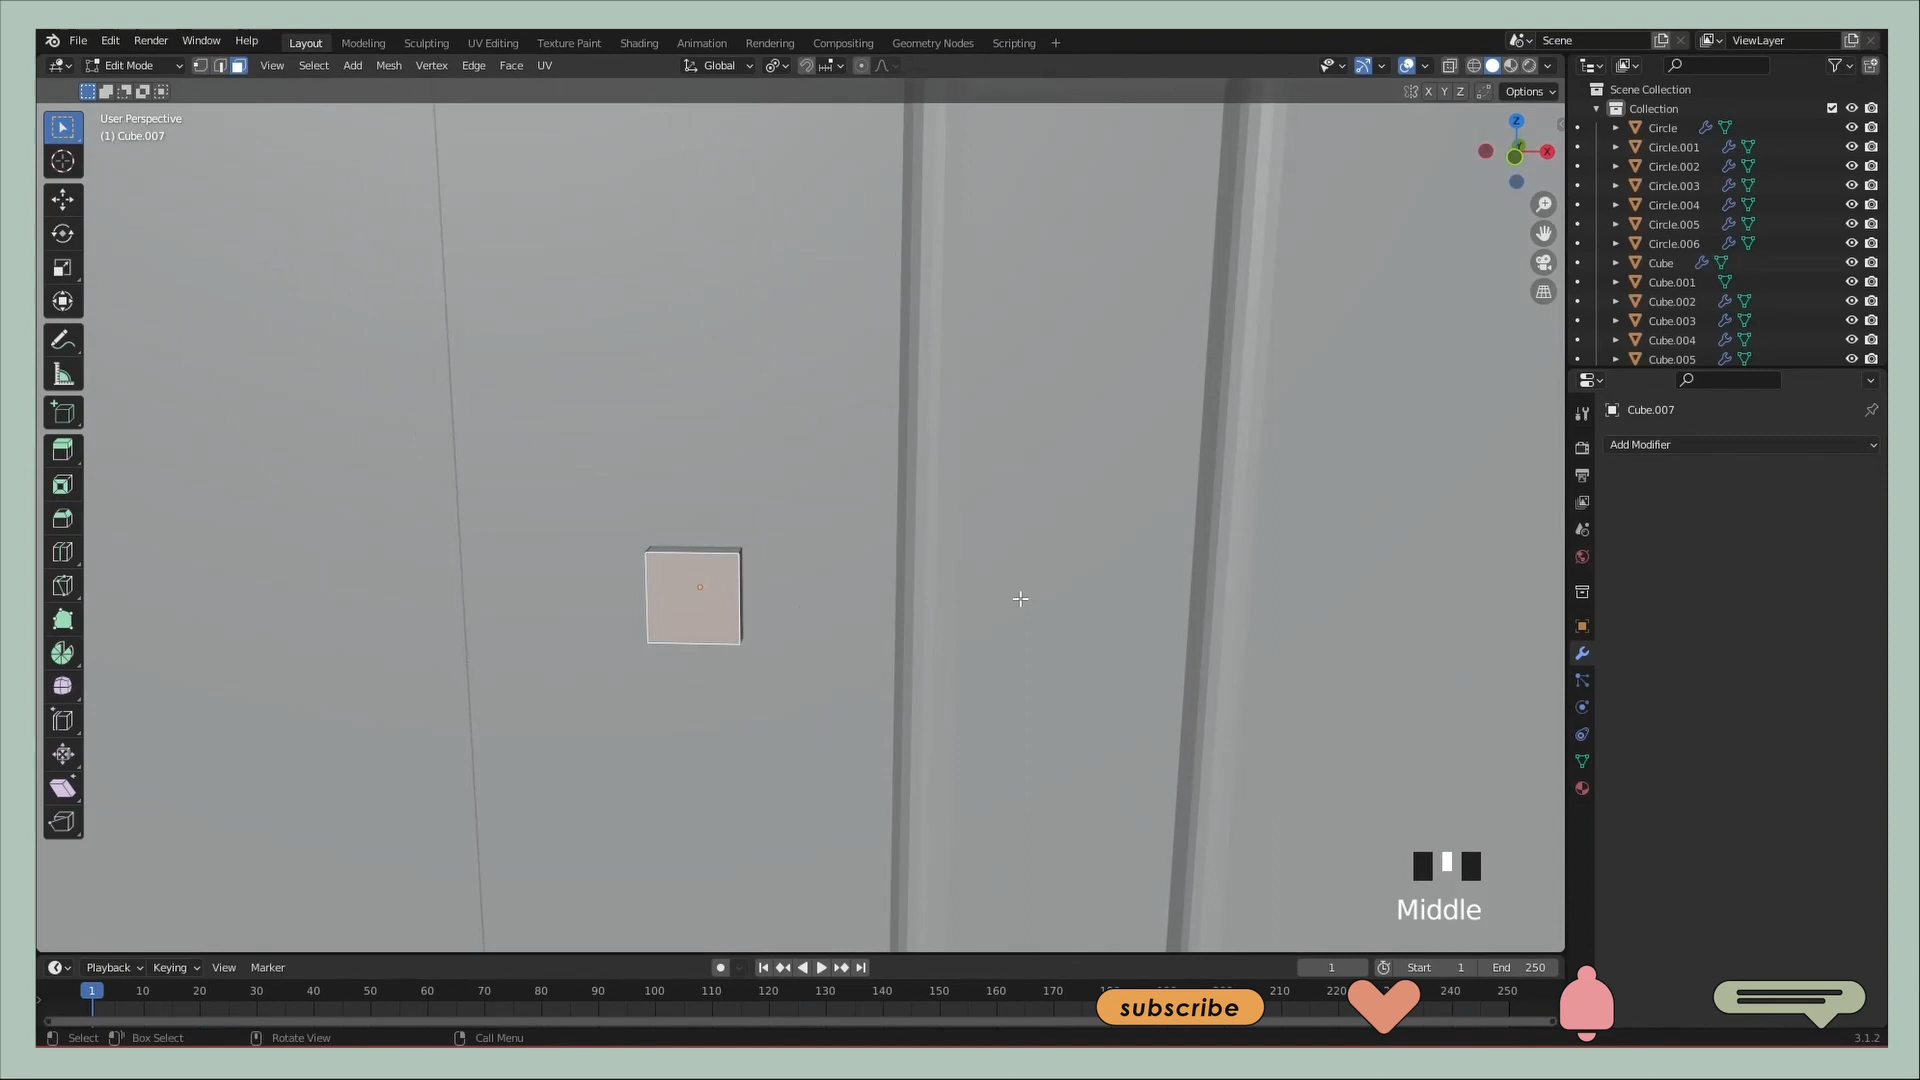 File Edit Render Window Help Layout Modeling Sculpting UV Editing Texture Paint Shading Animation Rendering Compositing Geometry Nodes Scripting + Scene ViewLayer
Edit Mode View Select Add Mesh Vertex Edge Face UV Global
X Y Z Options
User Perspective
(1) Cube.007
Z
X
Scene Collection
Collection
Circle
Circle.001
Circle.002
Circle.003
Circle.004
Circle.005
Circle.006
Cube
Cube.001
Cube.002
Cube.003
Cube.004
Cube.005
Cube.007
Add Modifier
Middle
Playback Keying View Marker 1 Start 1 End 250
1 10 20 30 40 50 60 70 80 90 100 110 120 130 140 150 160 170 210 220 240 250
subscribe
Select Box Select Rotate View Call Menu 3.1.2